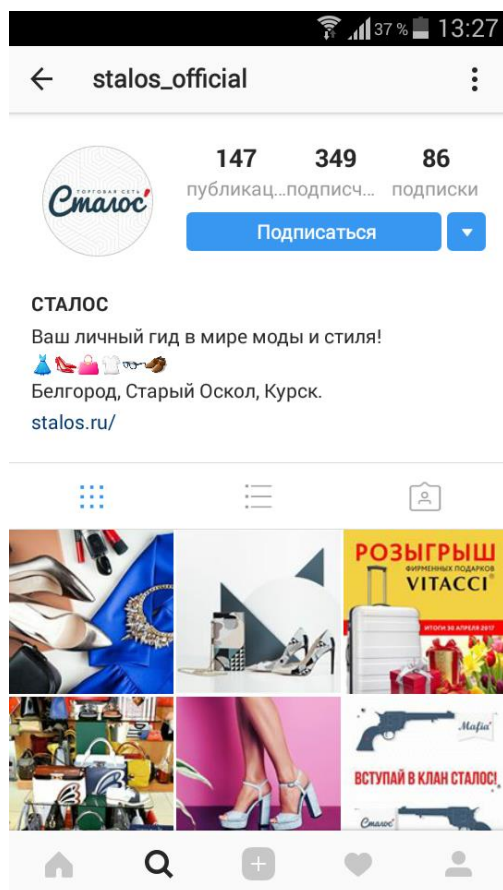 37 % 13:27
stalos_official
147 349 86
публикац... подписч... подписки
ТОРГОВАЯ СЕТЬ
Сталос
Подписаться
СТАЛОС
Ваш личный гид в мире моды и стиля!
Белгород, Старый Оскол, Курск.
stalos.ru/
РОЗЫГРЫШ
ФИРМЕННЫХ ПОДАРКОВ
VITACCI®
ИТОГИ 30 АПРЕЛЯ 2017
Mafia
ВСТУПАЙ В КЛАН СТАЛОС!
Сталос